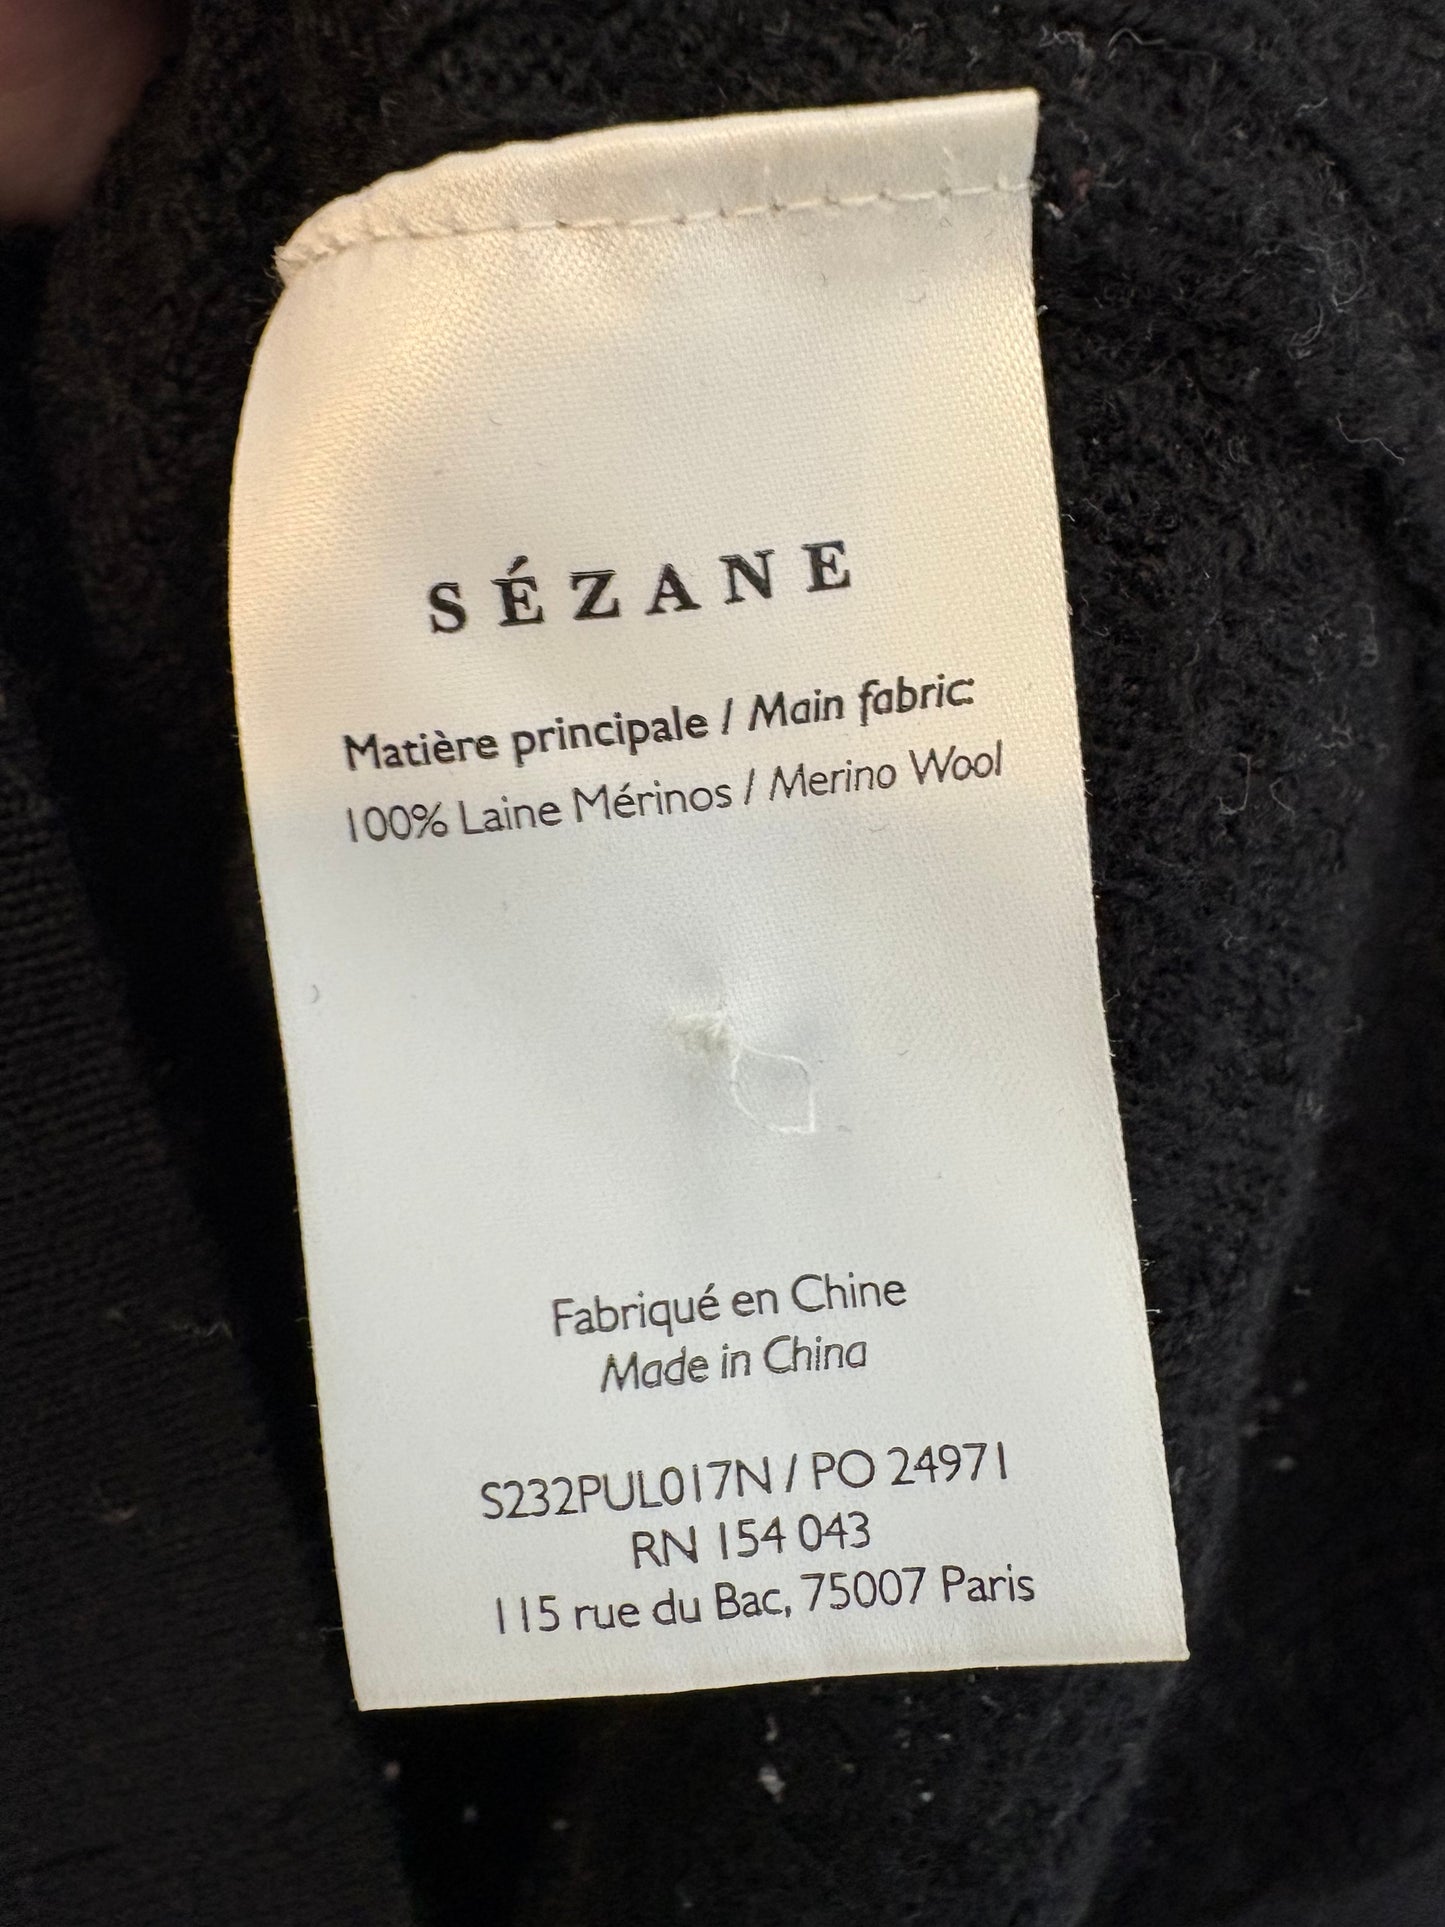 SÉZANE
Matière principale / Main fabric:
100% Laine Mérinos / Merino Wool
Fabriqué en Chine
Made in China
S232PUL017N / PO 24971
RN 154 043
115 rue du Bac, 75007 Paris